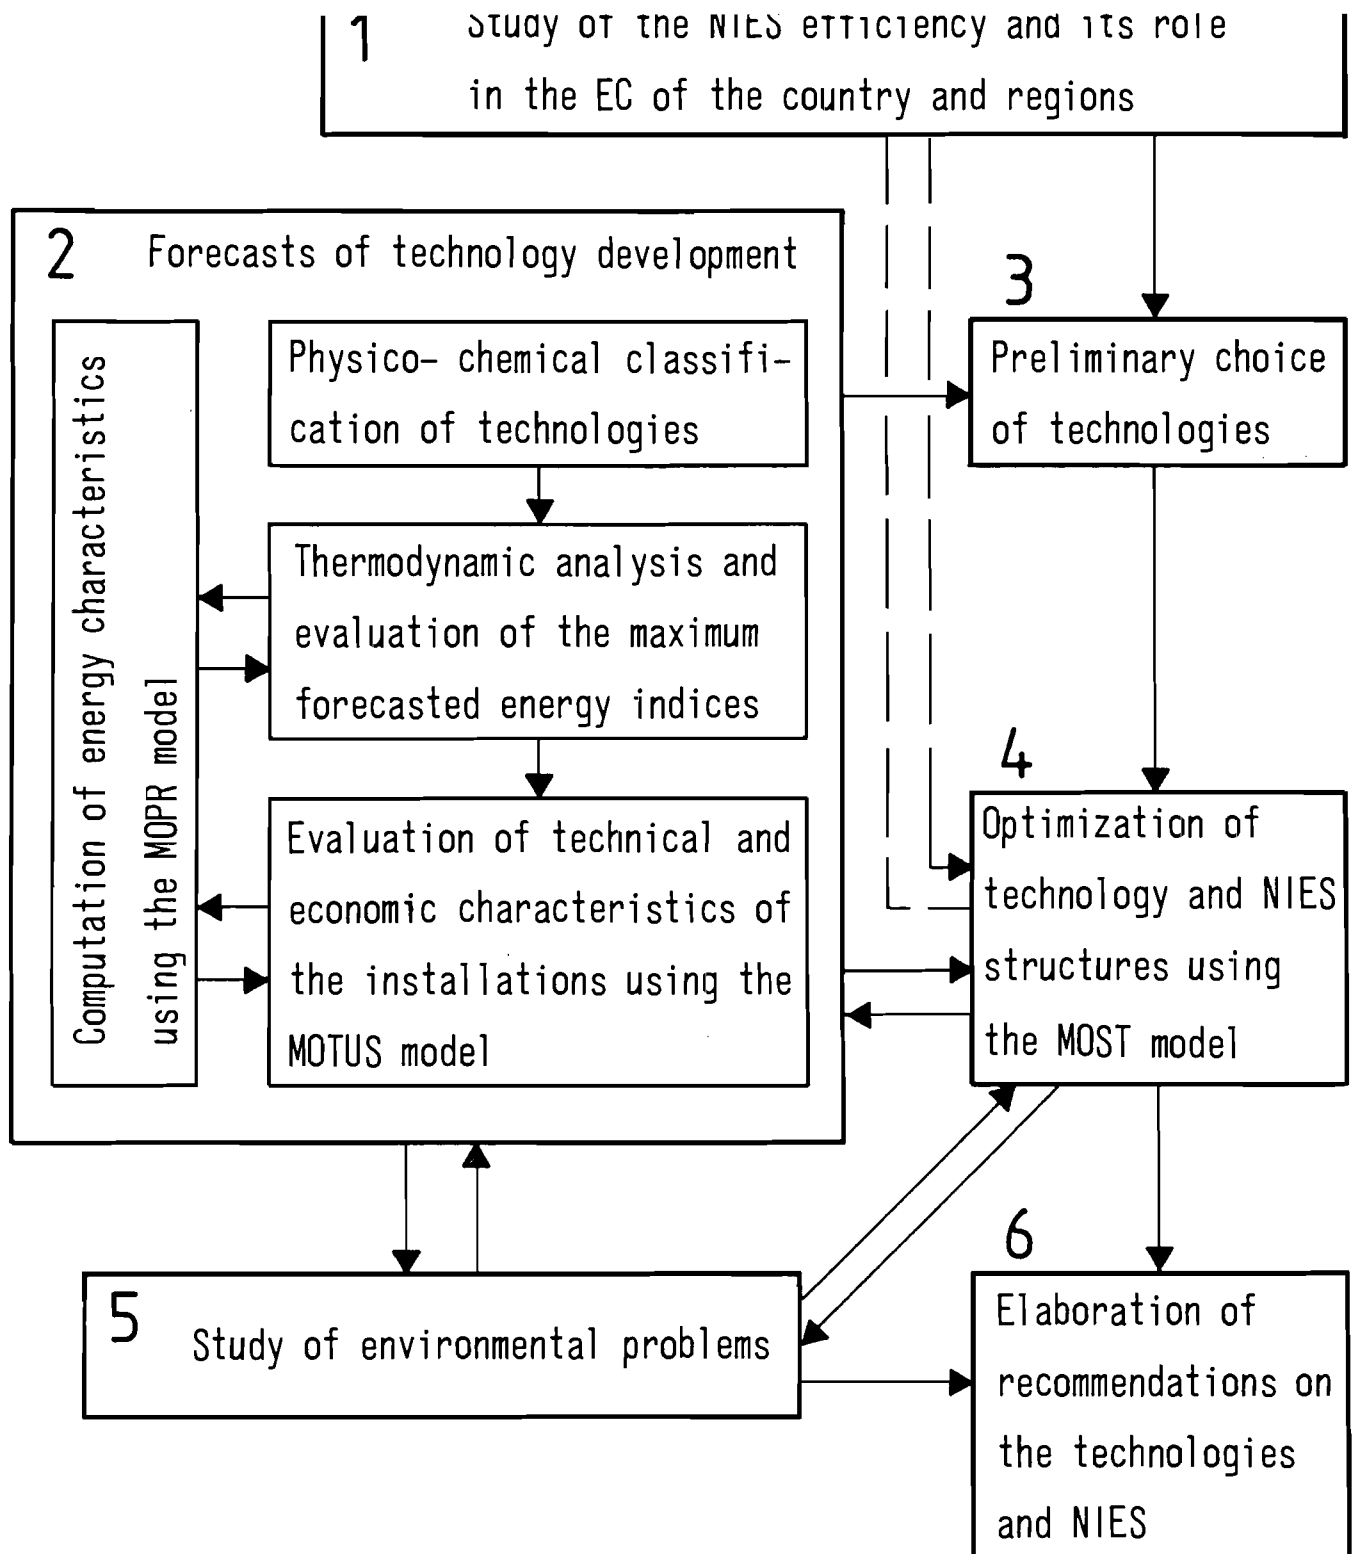 1
Study of the NIES efficiency and its role
in the EC of the country and regions
2
Forecasts of technology development
Computation of energy characteristics
using the MOPR model
Physico- chemical classifi-
cation of technologies
Thermodynamic analysis and
evaluation of the maximum
forecasted energy indices
Evaluation of technical and
economic characteristics of
the installations using the
MOTUS model
3
Preliminary choice
of technologies
4
Optimization of
technology and NIES
structures using
the MOST model
5
Study of environmental problems
6
Elaboration of
recommendations on
the technologies
and NIES